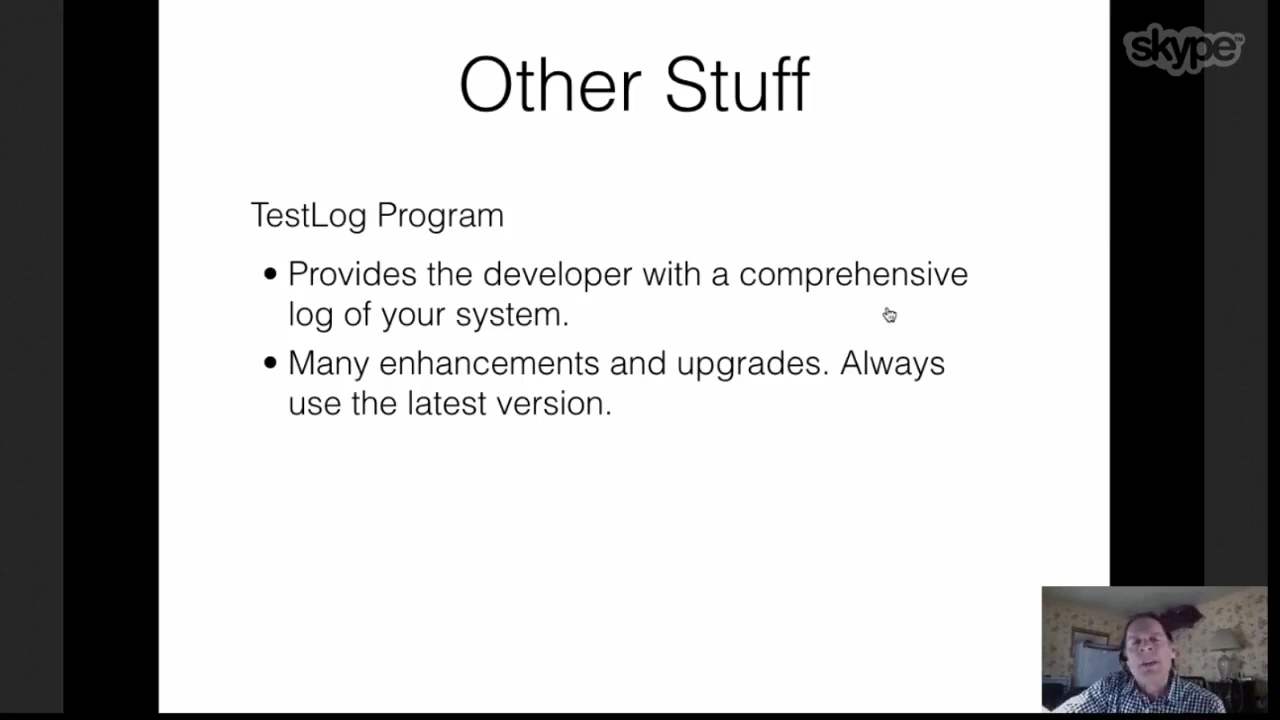 Other Stuff
skype™
TestLog Program
• Provides the developer with a comprehensive
log of your system.
• Many enhancements and upgrades. Always
use the latest version.